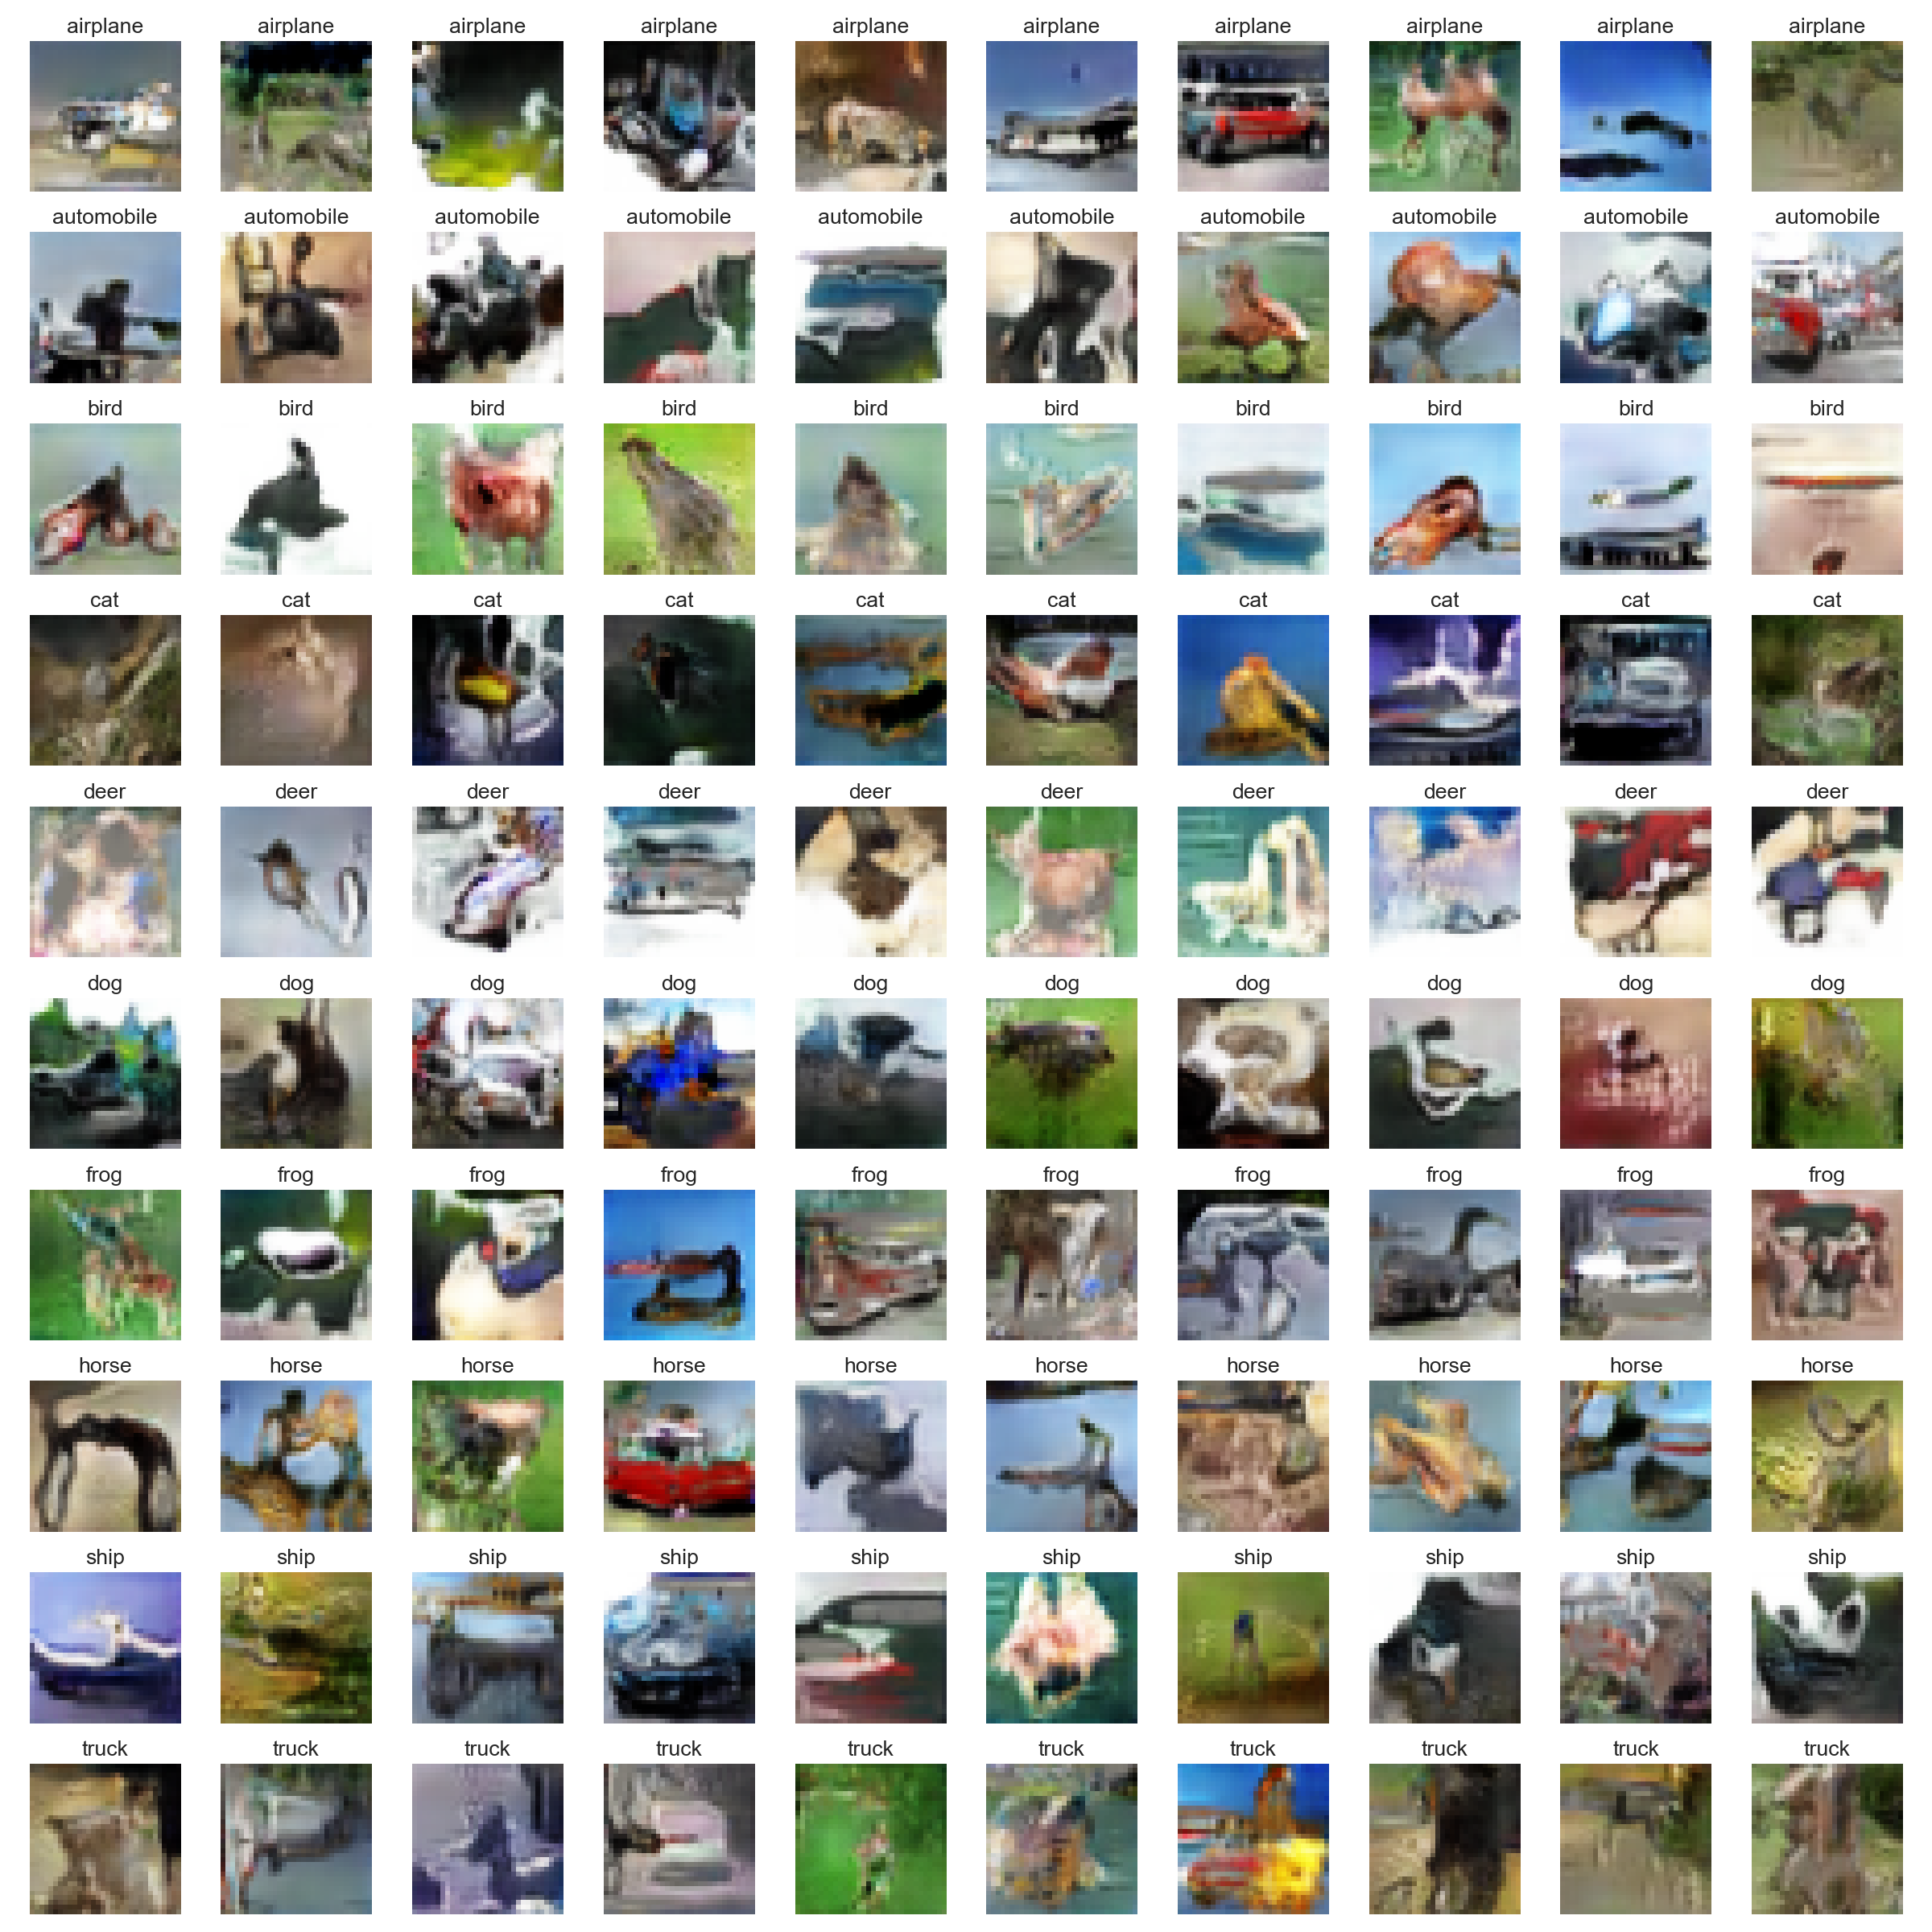 airplane airplane airplane airplane airplane airplane airplane airplane airplane airplane
automobile automobile automobile automobile automobile automobile automobile automobile automobile automobile
bird bird bird bird bird bird bird bird bird bird
cat cat cat cat cat cat cat cat cat cat
deer deer deer deer deer deer deer deer deer deer
dog dog dog dog dog dog dog dog dog dog
frog frog frog frog frog frog frog frog frog frog
horse horse horse horse horse horse horse horse horse horse
ship ship ship ship ship ship ship ship ship ship
truck truck truck truck truck truck truck truck truck truck